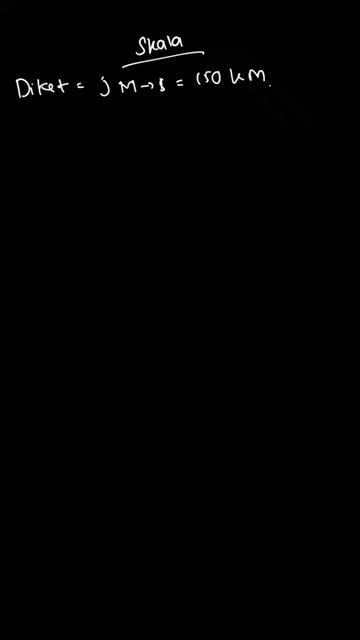 Skala
Diket = j M → S = 150 km.